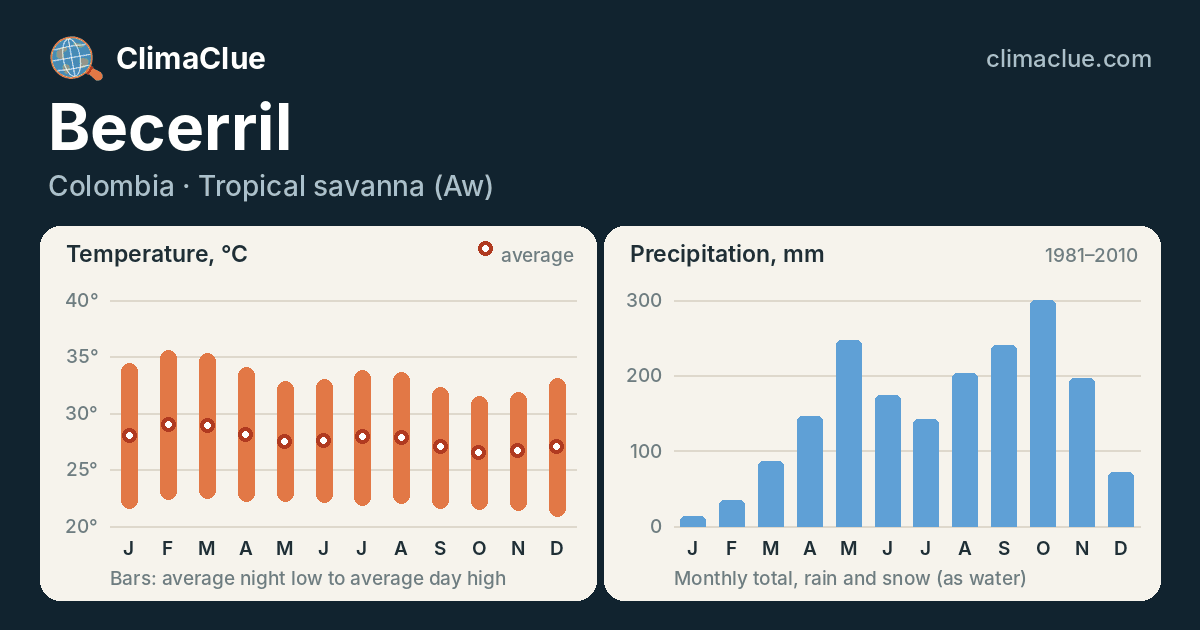 ClimaClue
climaclue.com
Becerril
Colombia · Tropical savanna (Aw)
Temperature, °C
average
40°
35°
30°
25°
20°
J F M A M J J A S O N D
Bars: average night low to average day high
Precipitation, mm
1981–2010
300
200
100
0
J F M A M J J A S O N D
Monthly total, rain and snow (as water)